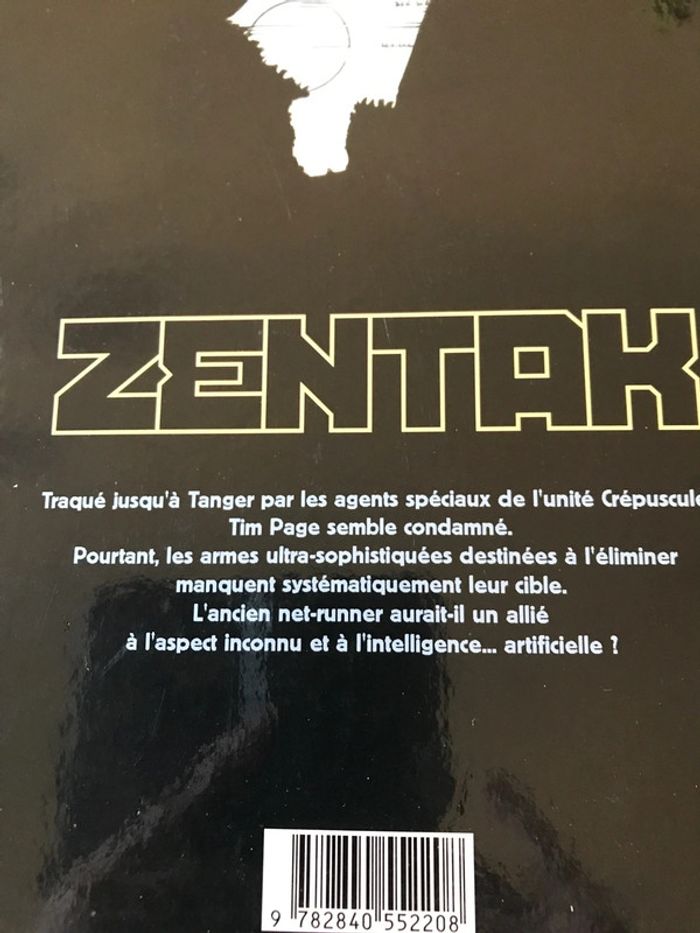 ZENTAK
Traqué jusqu'à Tanger par les agents spéciaux de l'unité Crépuscule
Tim Page semble condamné.
Pourtant, les armes ultra-sophistiquées destinées à l'éliminer
manquent systématiquement leur cible.
L'ancien net-runner aurait-il un allié
à l'aspect inconnu et à l'intelligence... artificielle ?
9 782840 552208